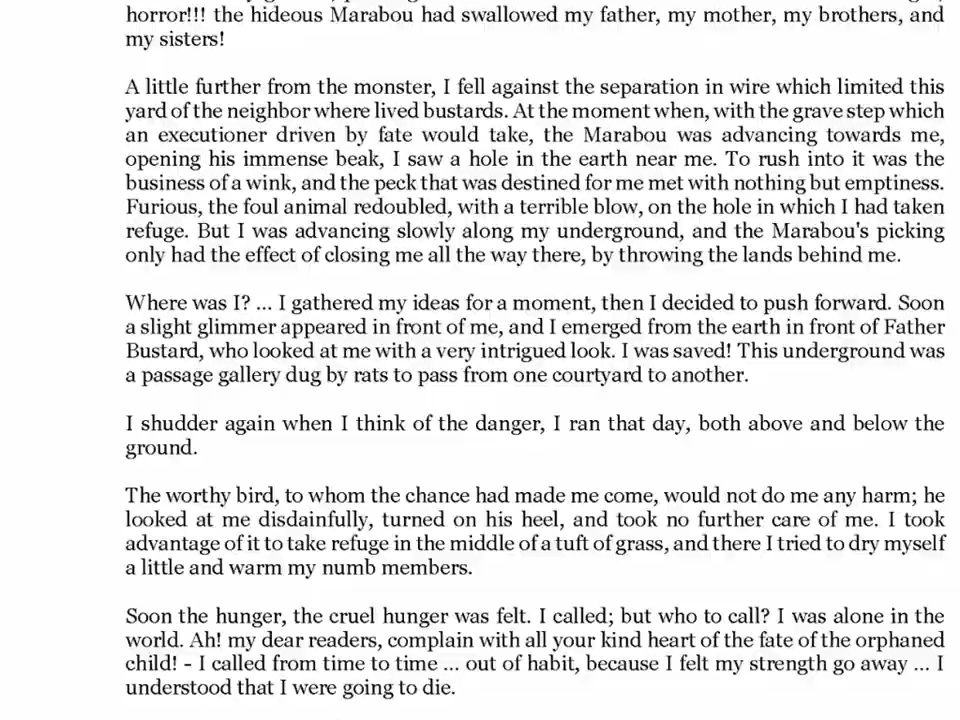 horror!!! the hideous Marabou had swallowed my father, my mother, my brothers, and
my sisters!
A little further from the monster, I fell against the separation in wire which limited this
yard of the neighbor where lived bustards. At the moment when, with the grave step which
an executioner driven by fate would take, the Marabou was advancing towards me,
opening his immense beak, I saw a hole in the earth near me. To rush into it was the
business of a wink, and the peck that was destined for me met with nothing but emptiness.
Furious, the foul animal redoubled, with a terrible blow, on the hole in which I had taken
refuge. But I was advancing slowly along my underground, and the Marabou's picking
only had the effect of closing me all the way there, by throwing the lands behind me.
Where was I? ... I gathered my ideas for a moment, then I decided to push forward. Soon
a slight glimmer appeared in front of me, and I emerged from the earth in front of Father
Bustard, who looked at me with a very intrigued look. I was saved! This underground was
a passage gallery dug by rats to pass from one courtyard to another.
I shudder again when I think of the danger, I ran that day, both above and below the
ground.
The worthy bird, to whom the chance had made me come, would not do me any harm; he
looked at me disdainfully, turned on his heel, and took no further care of me. I took
advantage of it to take refuge in the middle of a tuft of grass, and there I tried to dry myself
a little and warm my numb members.
Soon the hunger, the cruel hunger was felt. I called; but who to call? I was alone in the
world. Ah! my dear readers, complain with all your kind heart of the fate of the orphaned
child! - I called from time to time ... out of habit, because I felt my strength go away ... I
understood that I were going to die.